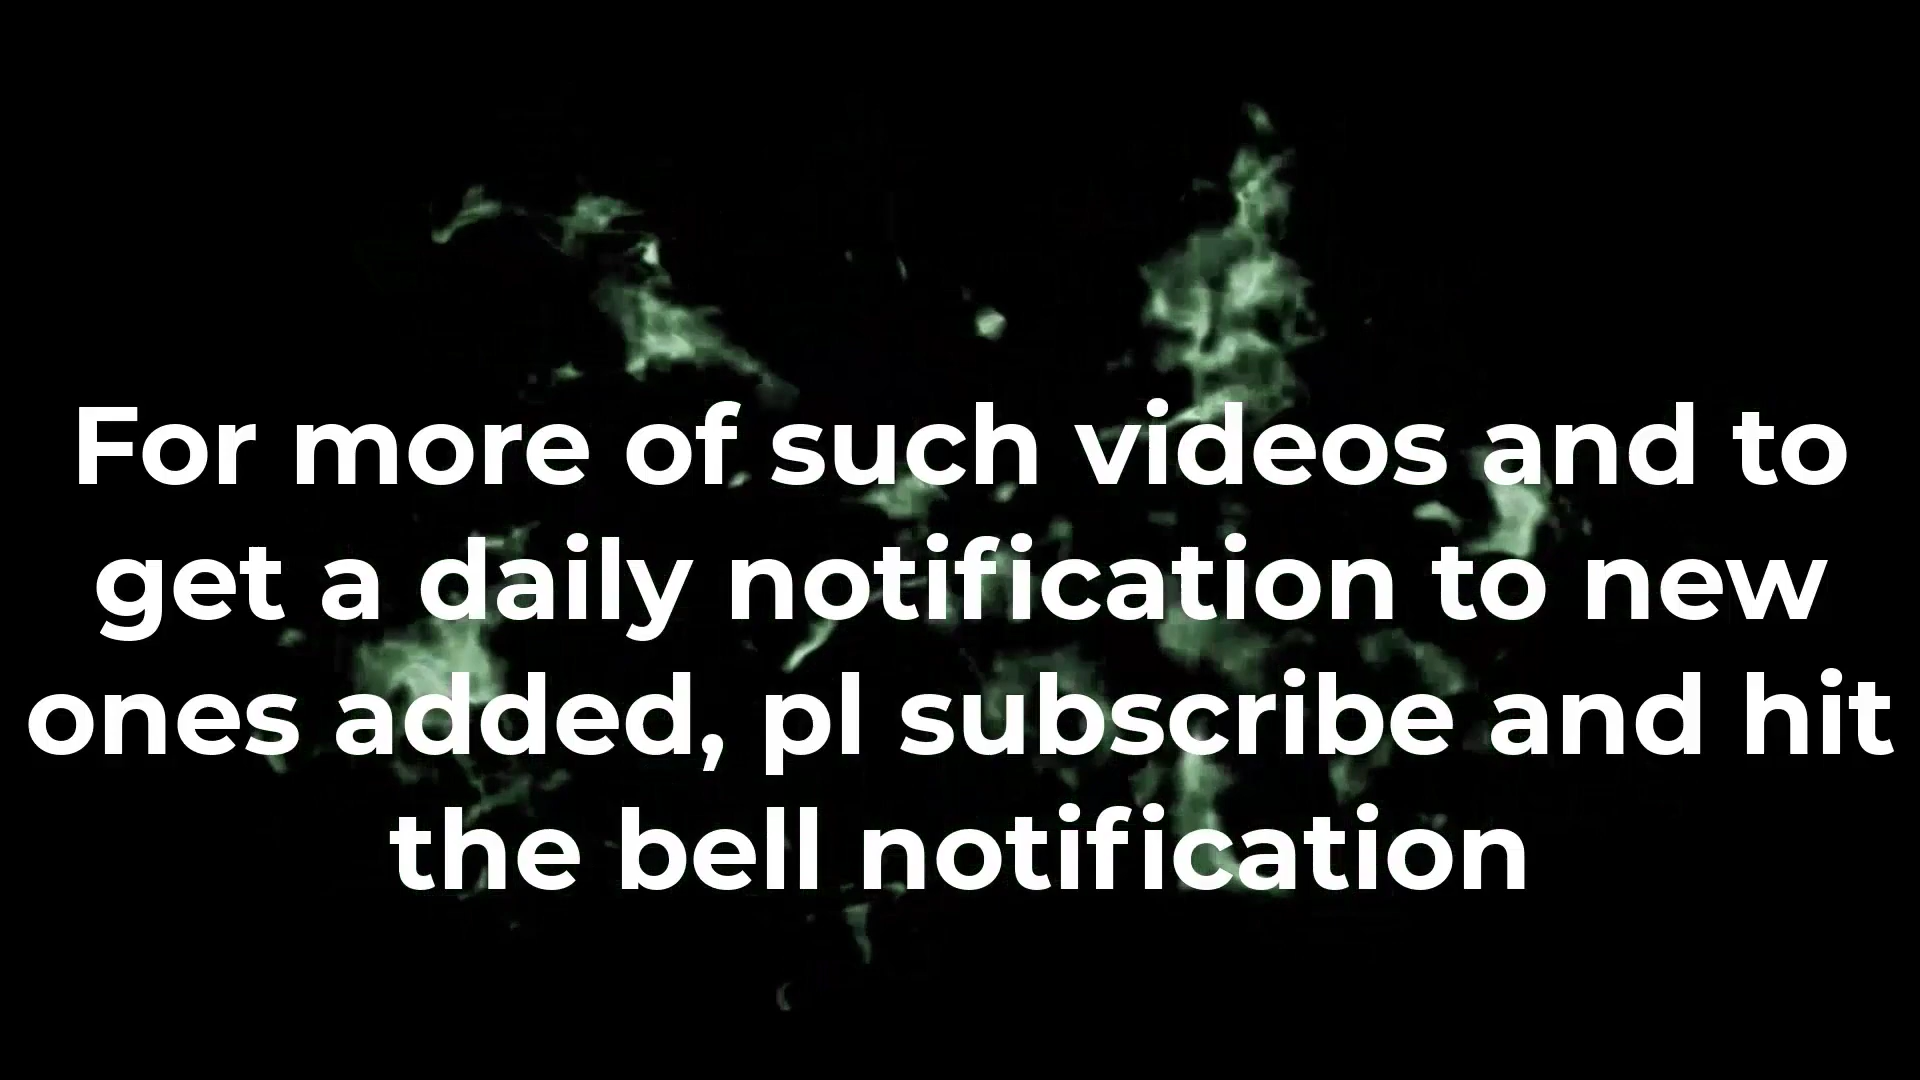 For more of such videos and to
get a daily notification to new
ones added, pl subscribe and hit
the bell notification